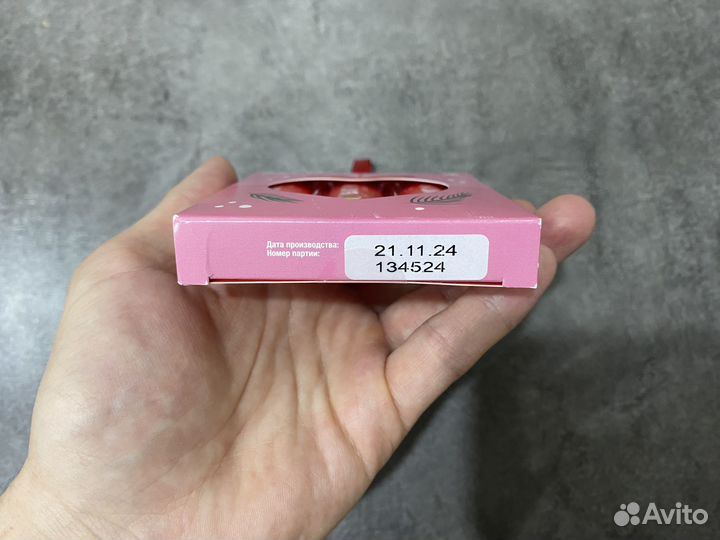 Дата производства: 21.11.24
Номер партии: 134524
Avito